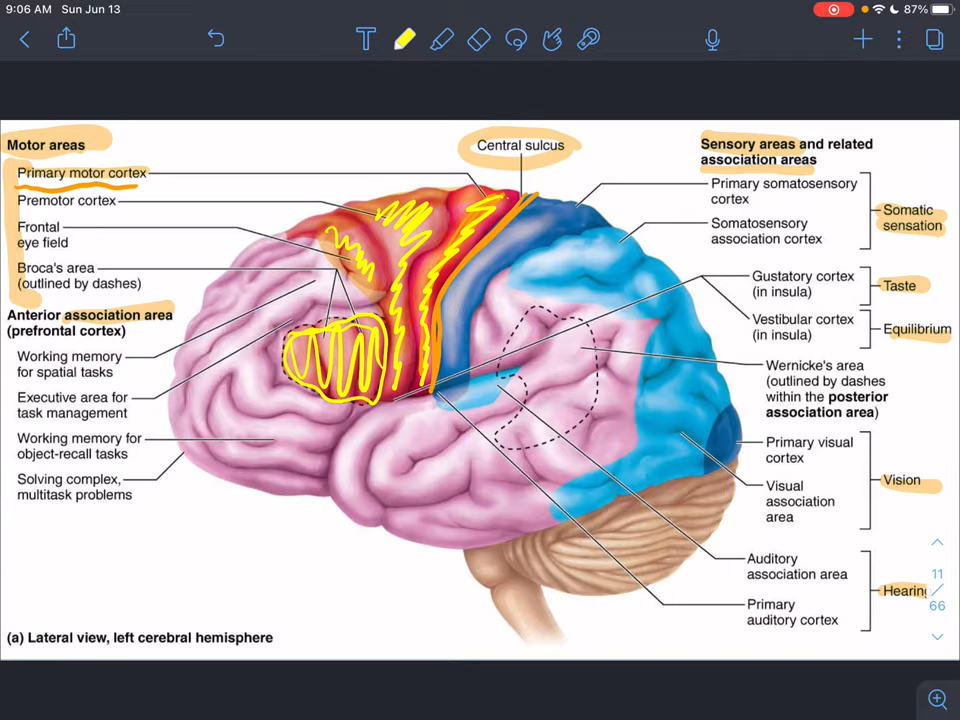 9:06 AM Sun Jun 13
87%
Motor areas
Primary motor cortex
Premotor cortex
Frontal
eye field
Broca's area
(outlined by dashes)
Anterior association area
(prefrontal cortex)
Working memory
for spatial tasks
Executive area for
task management
Working memory for
object-recall tasks
Solving complex,
multitask problems
Central sulcus
Sensory areas and related
association areas
Primary somatosensory
cortex
Somatosensory
association cortex
Somatic
sensation
Gustatory cortex
(in insula)
Taste
Vestibular cortex
(in insula)
Equilibrium
Wernicke's area
(outlined by dashes
within the posterior
association area)
Primary visual
cortex
Visual
association
area
Vision
Auditory
association area
Primary
auditory cortex
Hearing
11
/
66
(a) Lateral view, left cerebral hemisphere